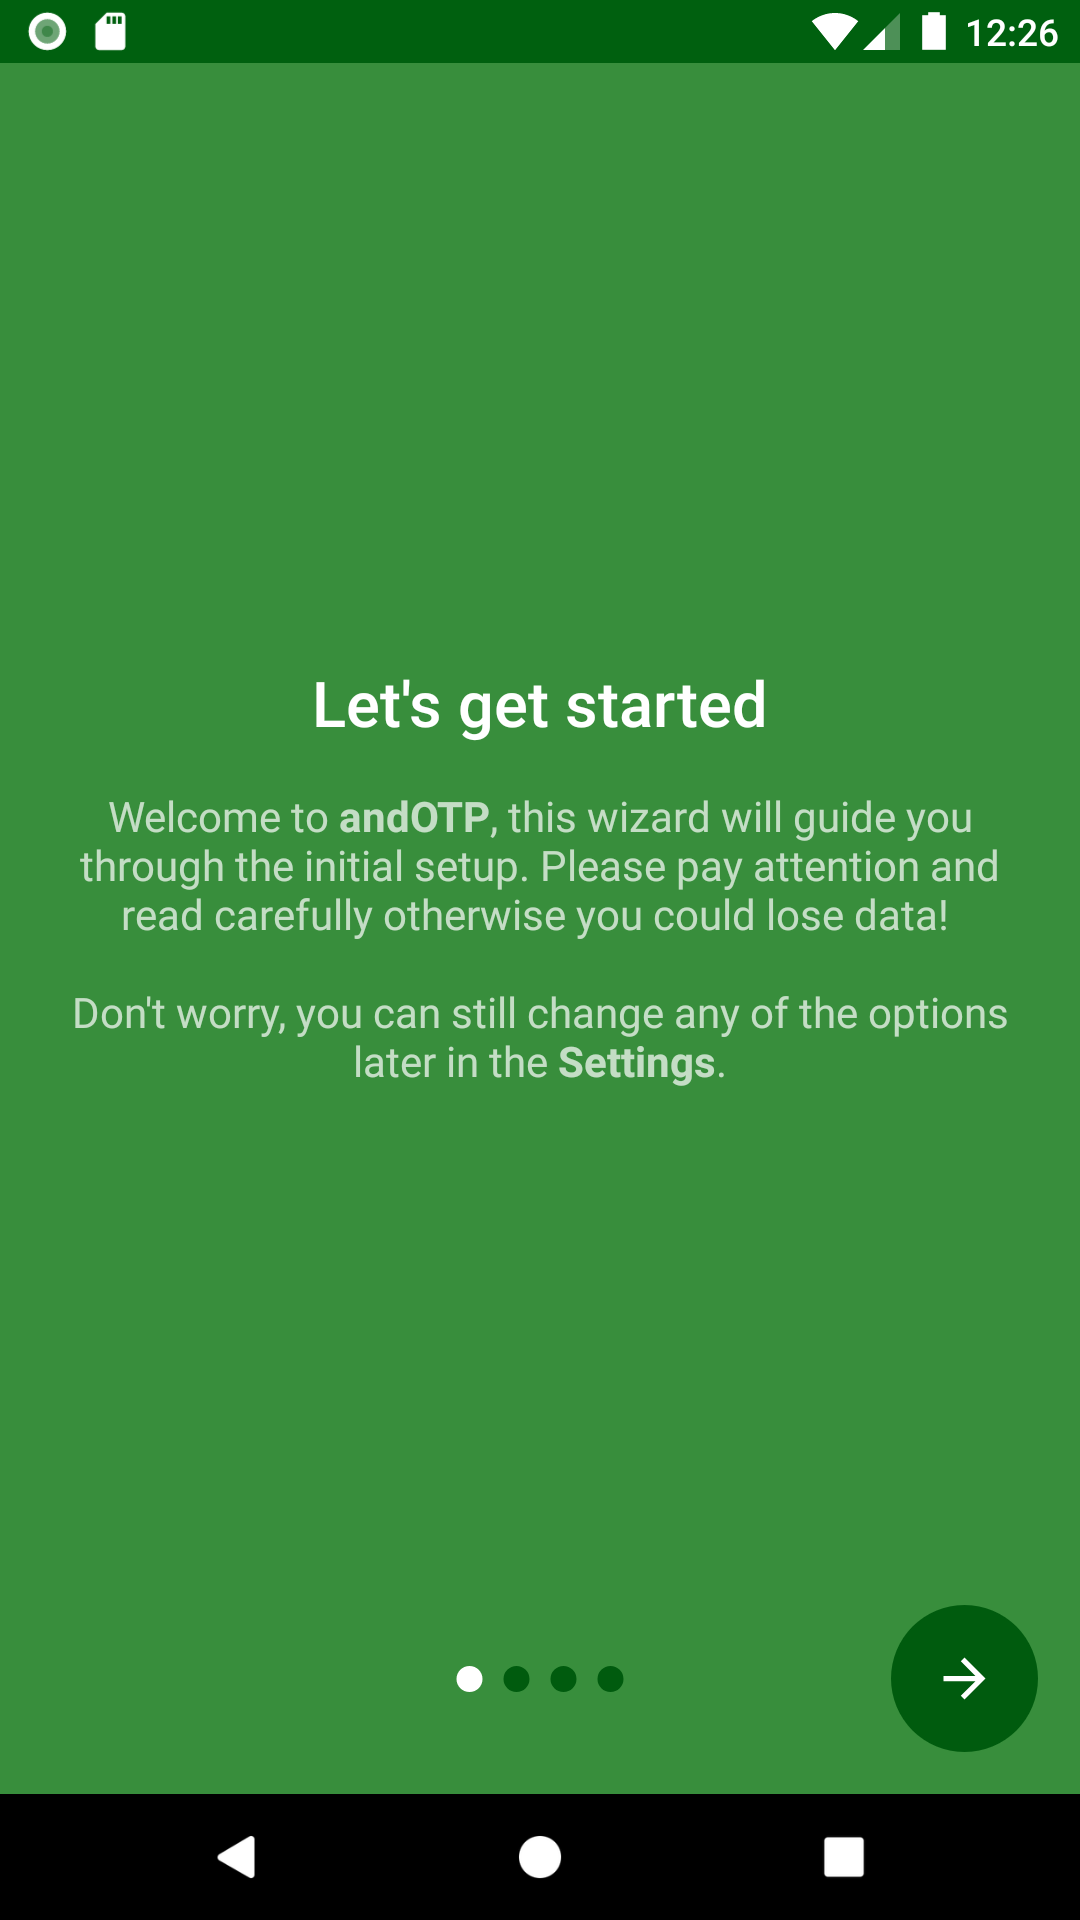 12:26
Let's get started
Welcome to andOTP, this wizard will guide you
through the initial setup. Please pay attention and
read carefully otherwise you could lose data!
Don't worry, you can still change any of the options
later in the Settings.